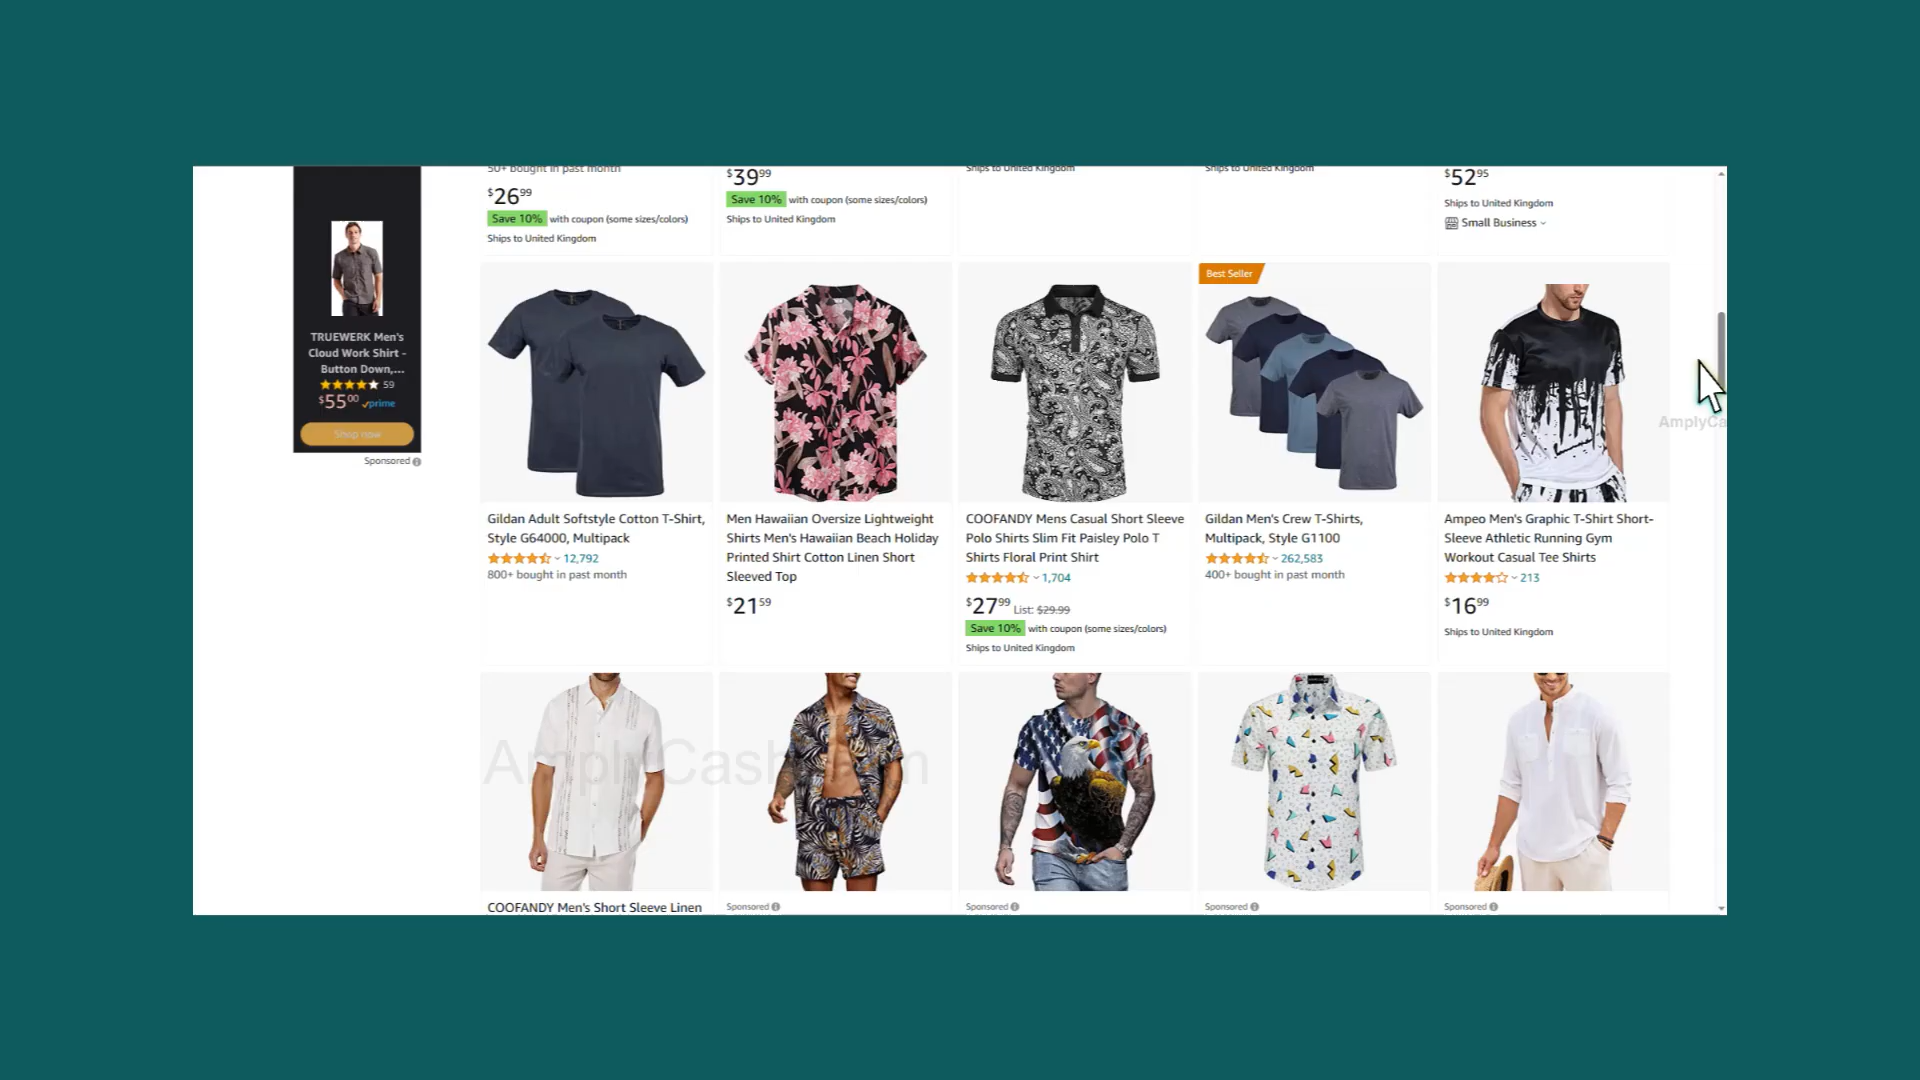 50+ bought in past month
$26.99
Save 10% with coupon (some sizes/colors)
Ships to United Kingdom
$39.99
Save 10% with coupon (some sizes/colors)
Ships to United Kingdom
Ships to United Kingdom
Ships to United Kingdom
$52.95
Ships to United Kingdom
Small Business
TRUEWERK Men's
Cloud Work Shirt -
Button Down,...
59
$55.00 prime
Shop now
Sponsored
Gildan Adult Softstyle Cotton T-Shirt,
Style G64000, Multipack
12,792
800+ bought in past month
Men Hawaiian Oversize Lightweight
Shirts Men's Hawaiian Beach Holiday
Printed Shirt Cotton Linen Short
Sleeved Top
$21.59
COOFANDY Mens Casual Short Sleeve
Polo Shirts Slim Fit Paisley Polo T
Shirts Floral Print Shirt
1,704
$27.99 List: $29.99
Save 10% with coupon (some sizes/colors)
Ships to United Kingdom
Best Seller
Gildan Men's Crew T-Shirts,
Multipack, Style G1100
262,583
400+ bought in past month
Ampeo Men's Graphic T-Shirt Short-
Sleeve Athletic Running Gym
Workout Casual Tee Shirts
213
$16.99
Ships to United Kingdom
AmplyCa
AmplyCash.com
COOFANDY Men's Short Sleeve Linen
Sponsored
Sponsored
Sponsored
Sponsored